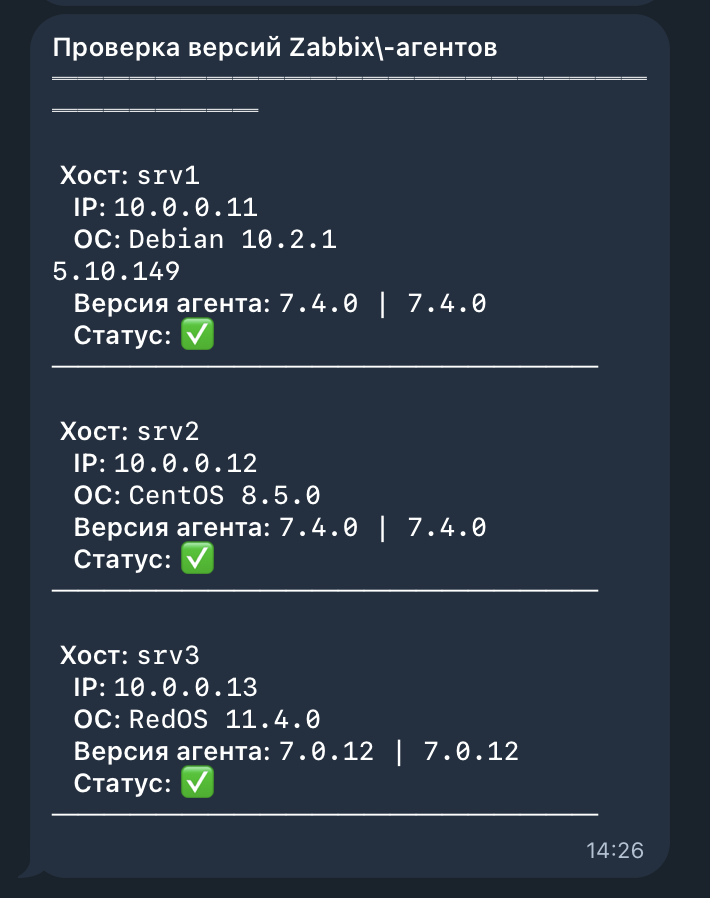 Проверка версий Zabbix\-агентов
═══════════════════════
════════
Хост: srv1
IP: 10.0.0.11
ОС: Debian 10.2.1
5.10.149
Версия агента: 7.4.0 | 7.4.0
Статус: ✅
─────────────────────
Хост: srv2
IP: 10.0.0.12
ОС: CentOS 8.5.0
Версия агента: 7.4.0 | 7.4.0
Статус: ✅
─────────────────────
Хост: srv3
IP: 10.0.0.13
ОС: RedOS 11.4.0
Версия агента: 7.0.12 | 7.0.12
Статус: ✅
─────────────────────
14:26